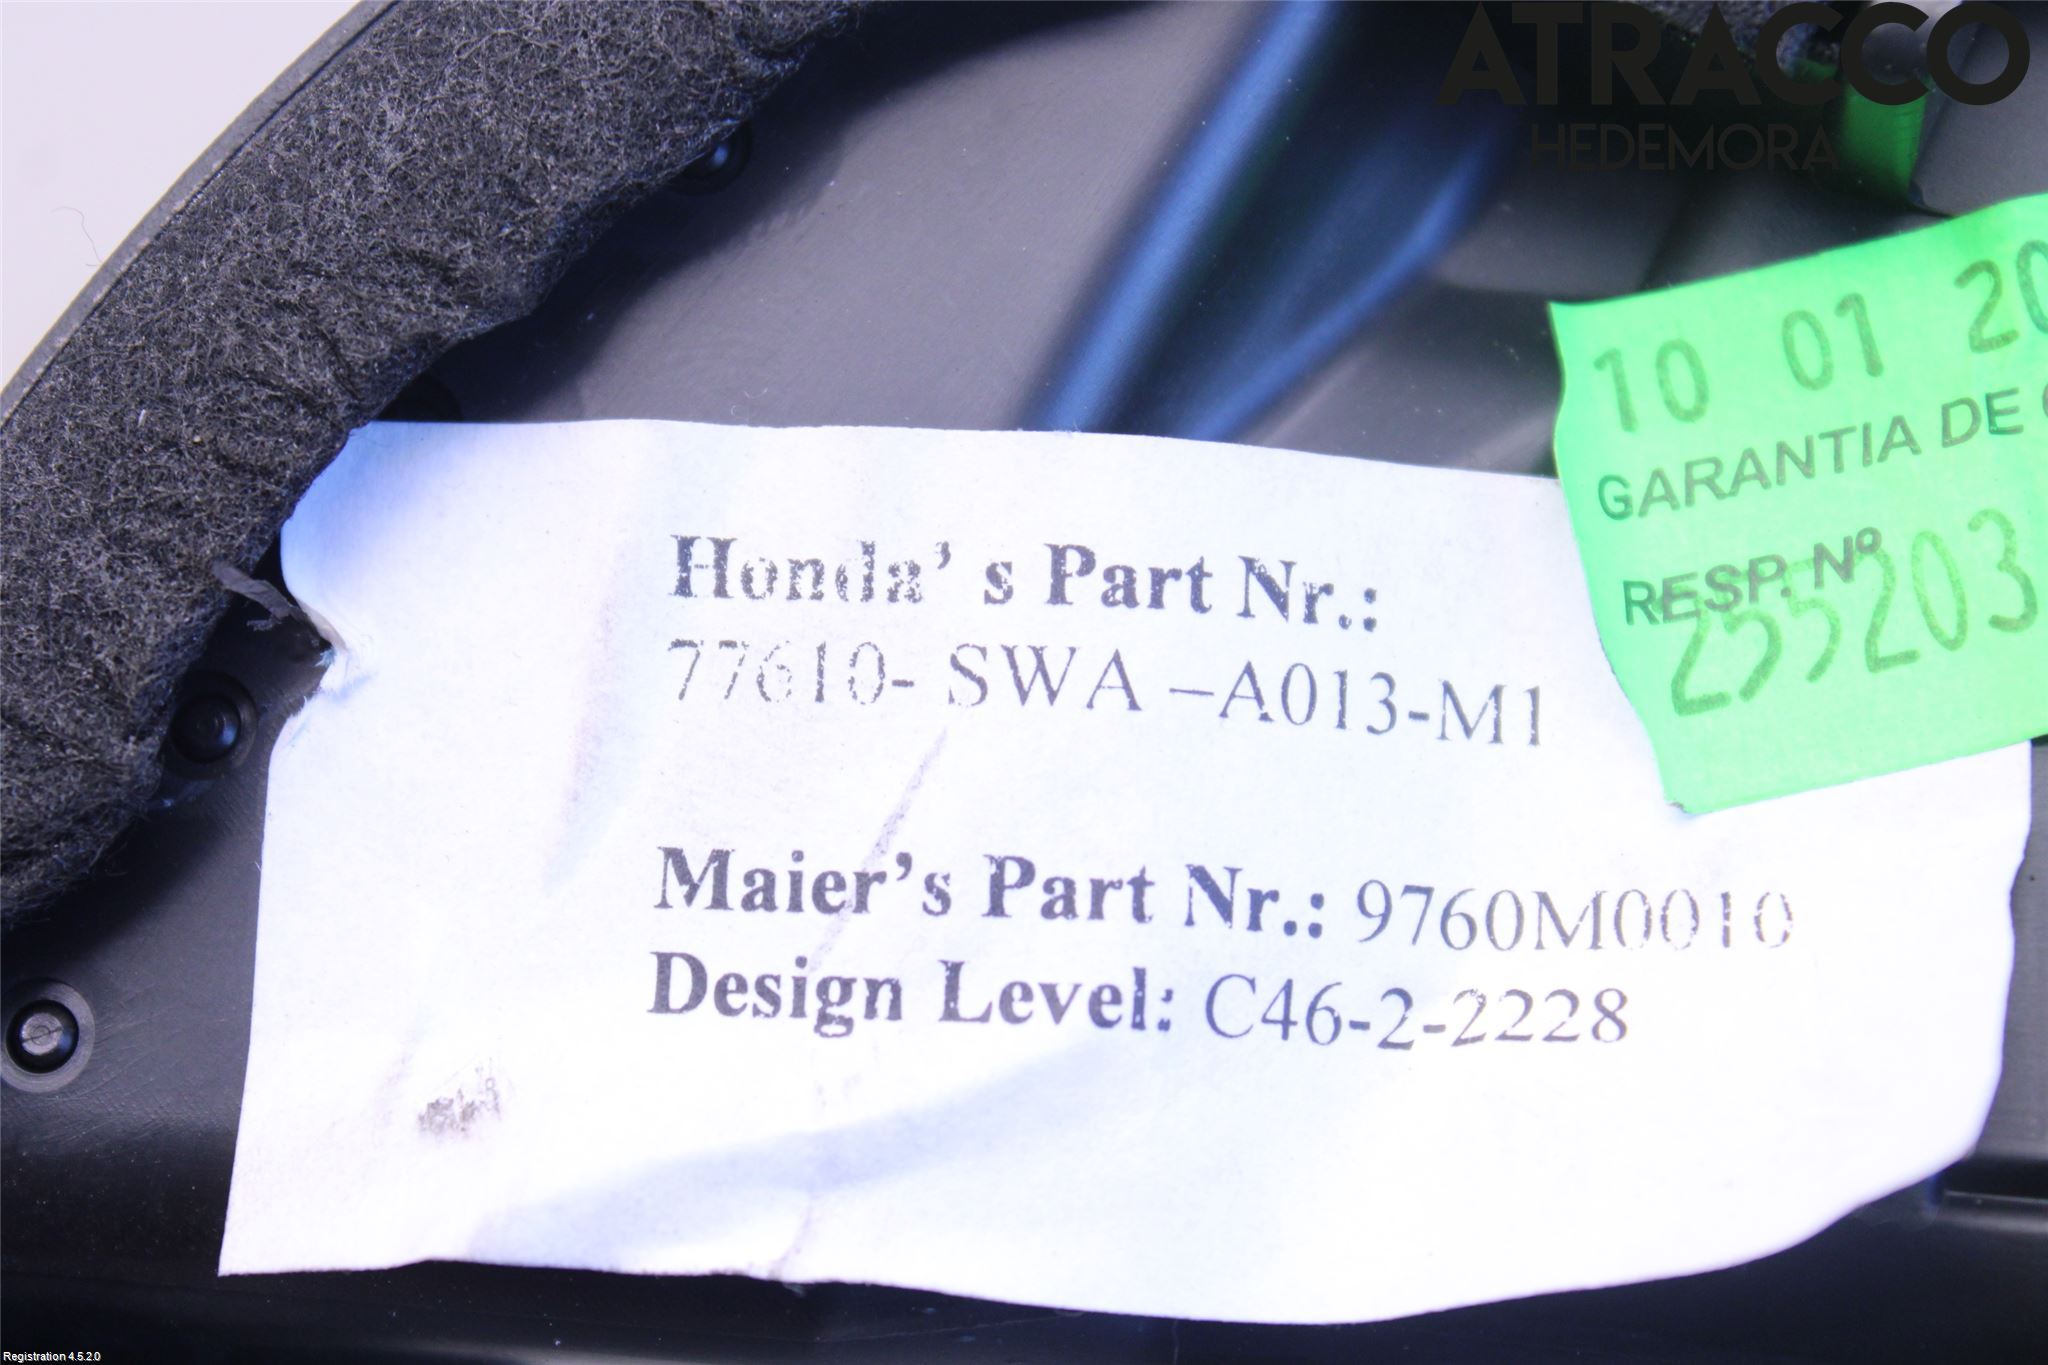 ATRACCO
HEDEMORA
10 01 20
GARANTIA DE
RESP. Nº
255203
Honda' s Part Nr.:
77610- SWA –A013-M1
Maier's Part Nr.: 9760M0010
Design Level: C46-2-2228
Registration 4.5.2.0